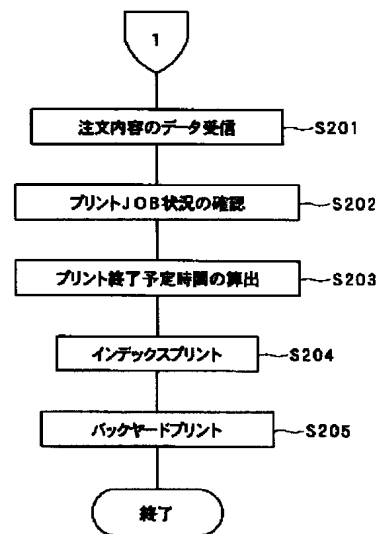 1
注文内容のデータ受信 S201
プリントJOB状況の確認 S202
プリント終了予定時間の算出 S203
インデックスプリント S204
バックヤードプリント S205
終了